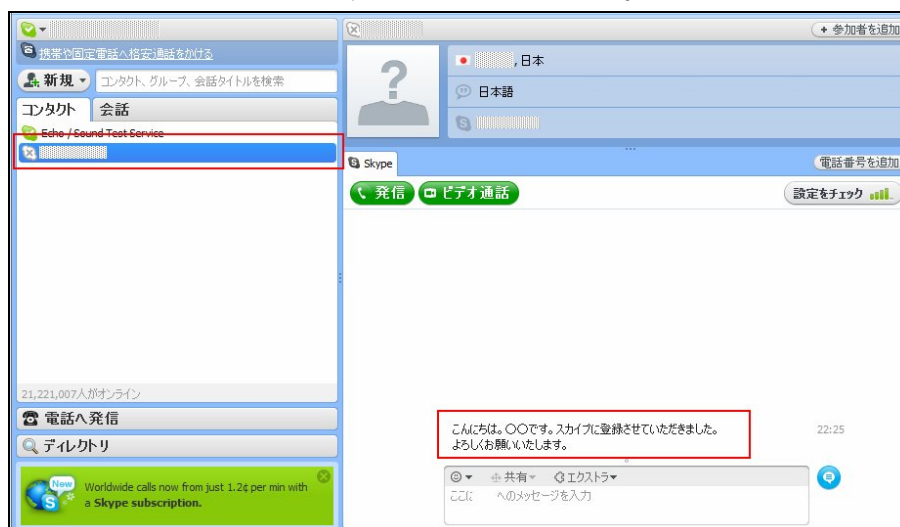 携帯や固定電話へ格安通話をかける
新規
コンタクト、グループ、会話タイトルを検索
コンタクト 会話
Echo / Sound Test Service
21,221,007人がオンライン
電話へ発信
ディレクトリ
New
Worldwide calls now from just 1.2¢ per min with
a Skype subscription.
+ 参加者を追加
, 日本
日本語
Skype
電話番号を追加
発信 ビデオ通話
設定をチェック
こんにちは。〇〇です。スカイプに登録させていただきました。 22:25
よろしくお願いいたします。
共有 エクストラ
ここに へのメッセージを入力